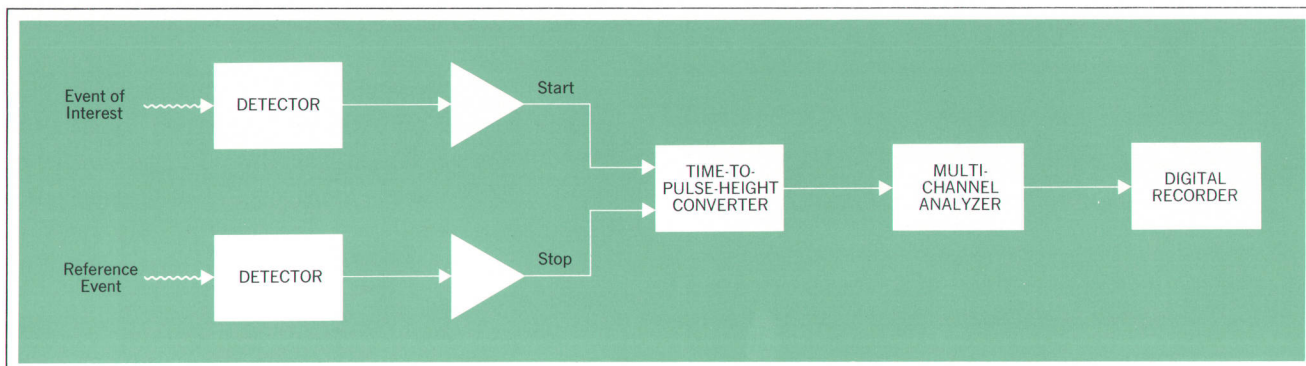 Event of
Interest
DETECTOR
Start
TIME-TO-
PULSE-HEIGHT
CONVERTER
MULTI-
CHANNEL
ANALYZER
DIGITAL
RECORDER
Reference
Event
DETECTOR
Stop